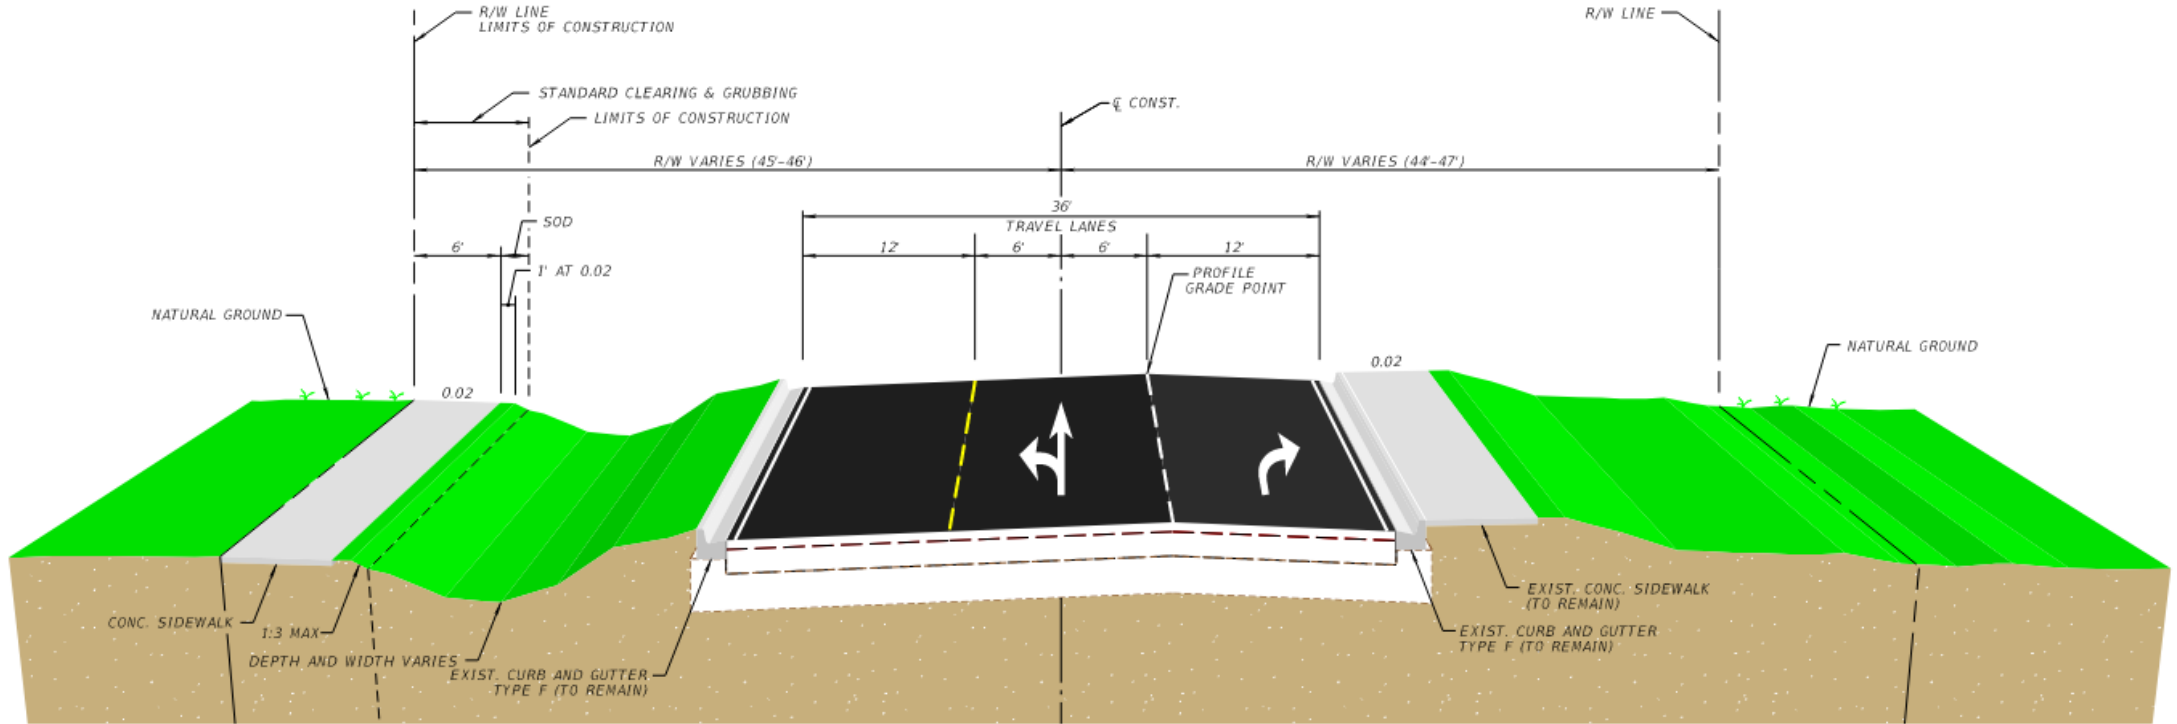 R/W LINE
LIMITS OF CONSTRUCTION
R/W LINE
STANDARD CLEARING & GRUBBING
LIMITS OF CONSTRUCTION
℄ CONST.
R/W VARIES (45'-46')
R/W VARIES (44'-47')
36'
TRAVEL LANES
SOD
6'
12'
6'
6'
12'
1' AT 0.02
PROFILE
GRADE POINT
NATURAL GROUND
NATURAL GROUND
0.02
0.02
CONC. SIDEWALK
1:3 MAX
DEPTH AND WIDTH VARIES
EXIST. CURB AND GUTTER
TYPE F (TO REMAIN)
EXIST. CONC. SIDEWALK
(TO REMAIN)
EXIST. CURB AND GUTTER
TYPE F (TO REMAIN)